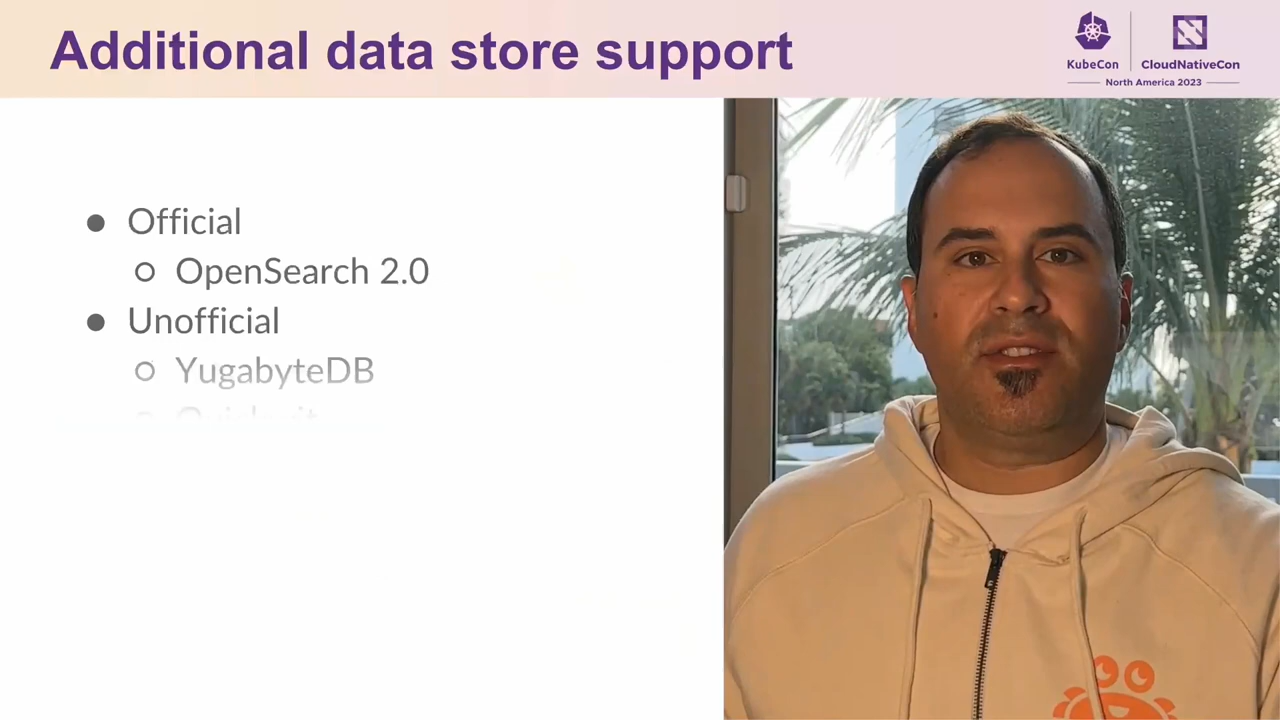 Additional data store support
KubeCon
CloudNativeCon
North America 2023
Official
OpenSearch 2.0
Unofficial
YugabyteDB